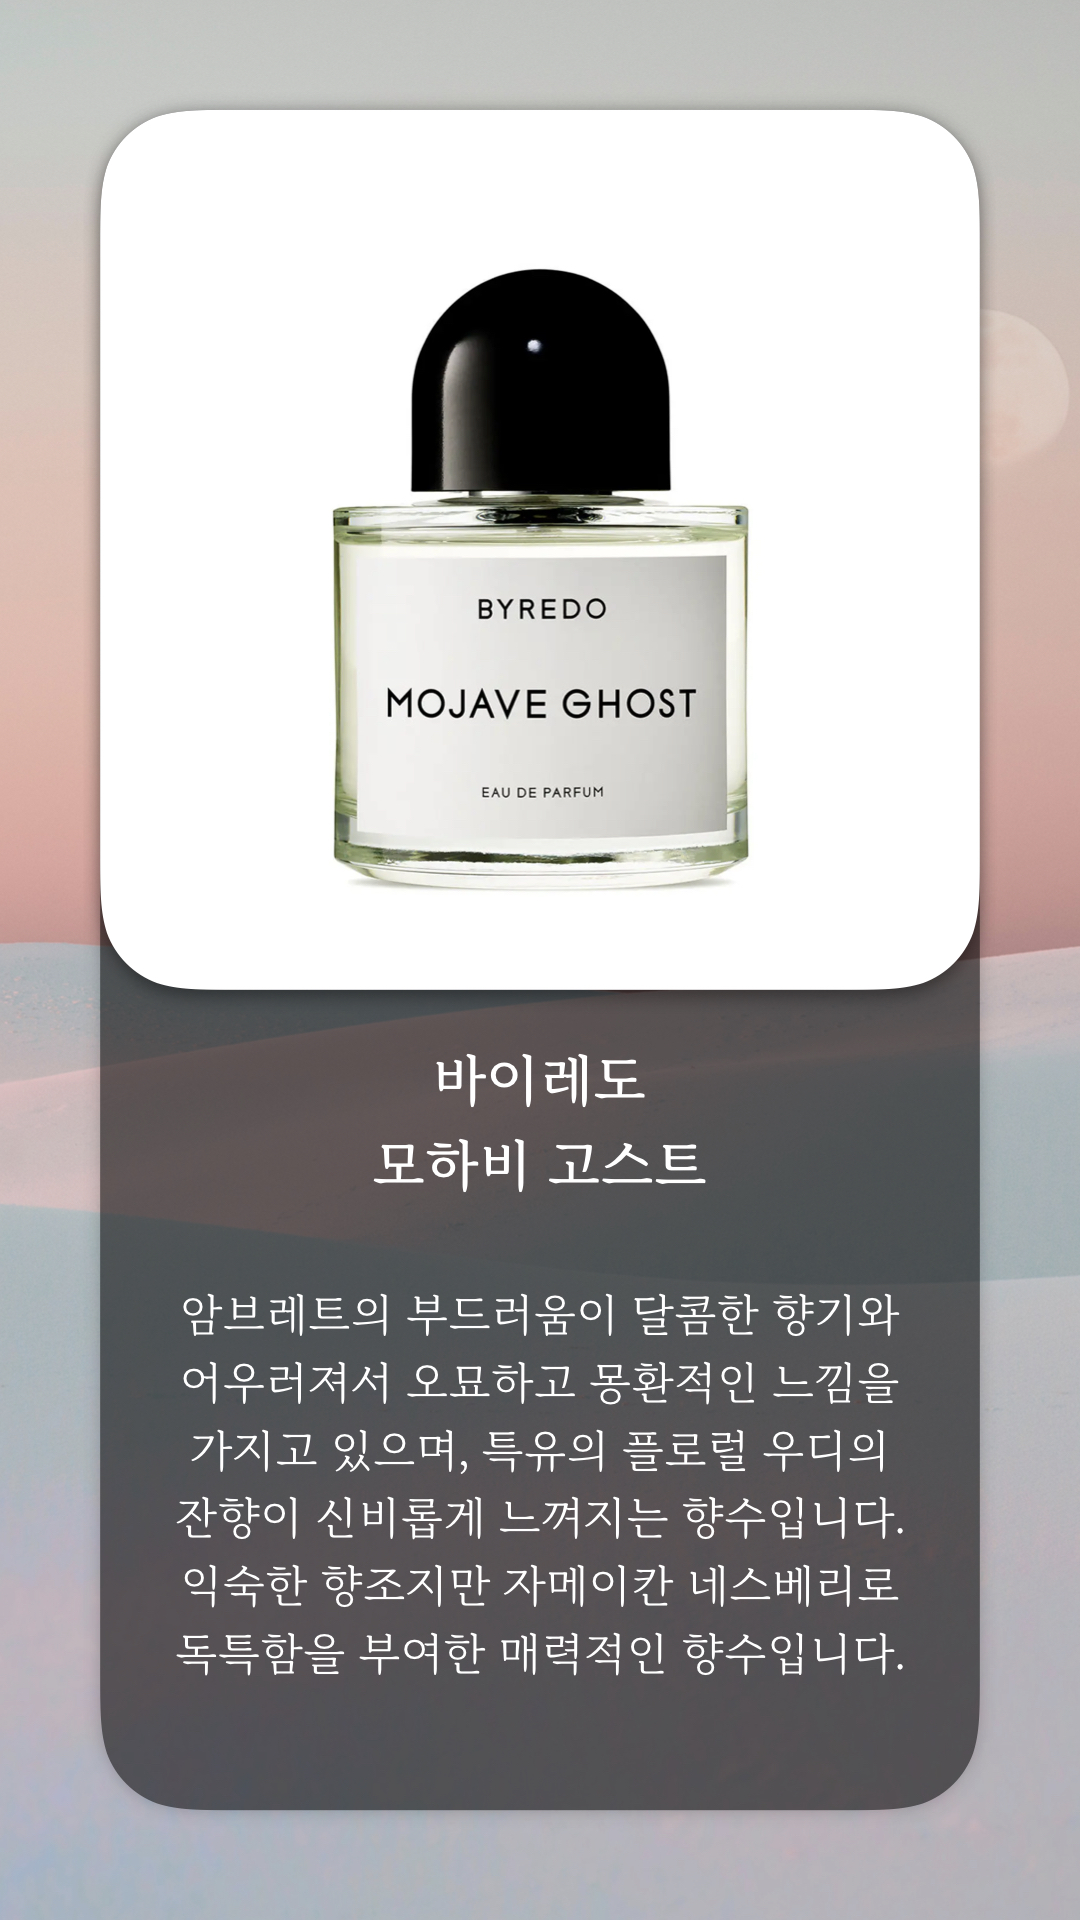 BYREDO
MOJAVE GHOST
EAU DE PARFUM
바이레도
모하비 고스트
암브레트의 부드러움이 달콤한 향기와
어우러져서 오묘하고 몽환적인 느낌을
가지고 있으며, 특유의 플로럴 우디의
잔향이 신비롭게 느껴지는 향수입니다.
익숙한 향조지만 자메이칸 네스베리로
독특함을 부여한 매력적인 향수입니다.